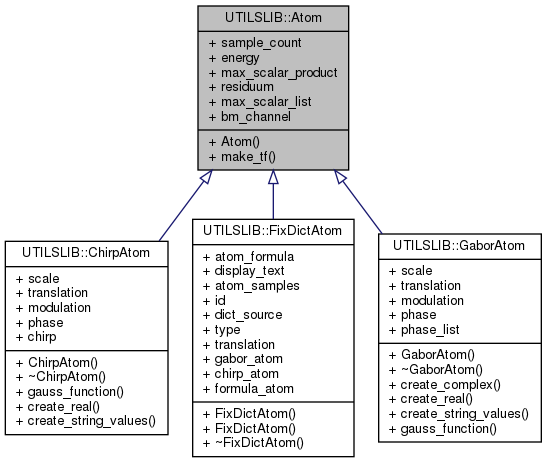 UTILSLIB::Atom
+ sample_count
+ energy
+ max_scalar_product
+ residuum
+ max_scalar_list
+ bm_channel
+ Atom()
+ make_tf()
UTILSLIB::ChirpAtom
+ scale
+ translation
+ modulation
+ phase
+ chirp
+ ChirpAtom()
+ ~ChirpAtom()
+ gauss_function()
+ create_real()
+ create_string_values()
UTILSLIB::FixDictAtom
+ atom_formula
+ display_text
+ atom_samples
+ id
+ dict_source
+ type
+ translation
+ gabor_atom
+ chirp_atom
+ formula_atom
+ FixDictAtom()
+ FixDictAtom()
+ ~FixDictAtom()
UTILSLIB::GaborAtom
+ scale
+ translation
+ modulation
+ phase
+ phase_list
+ GaborAtom()
+ ~GaborAtom()
+ create_complex()
+ create_real()
+ create_string_values()
+ gauss_function()